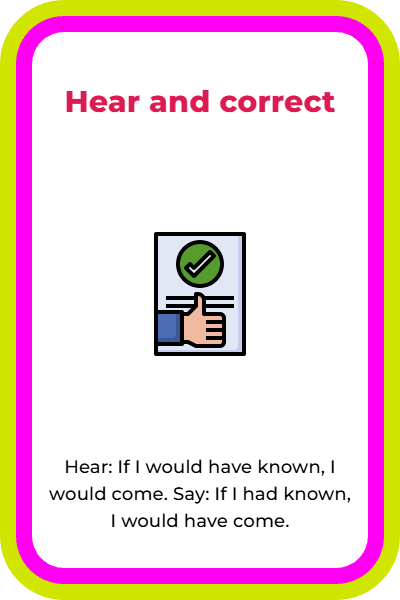 Hear and correct
Hear: If I would have known, I
would come. Say: If I had known,
I would have come.